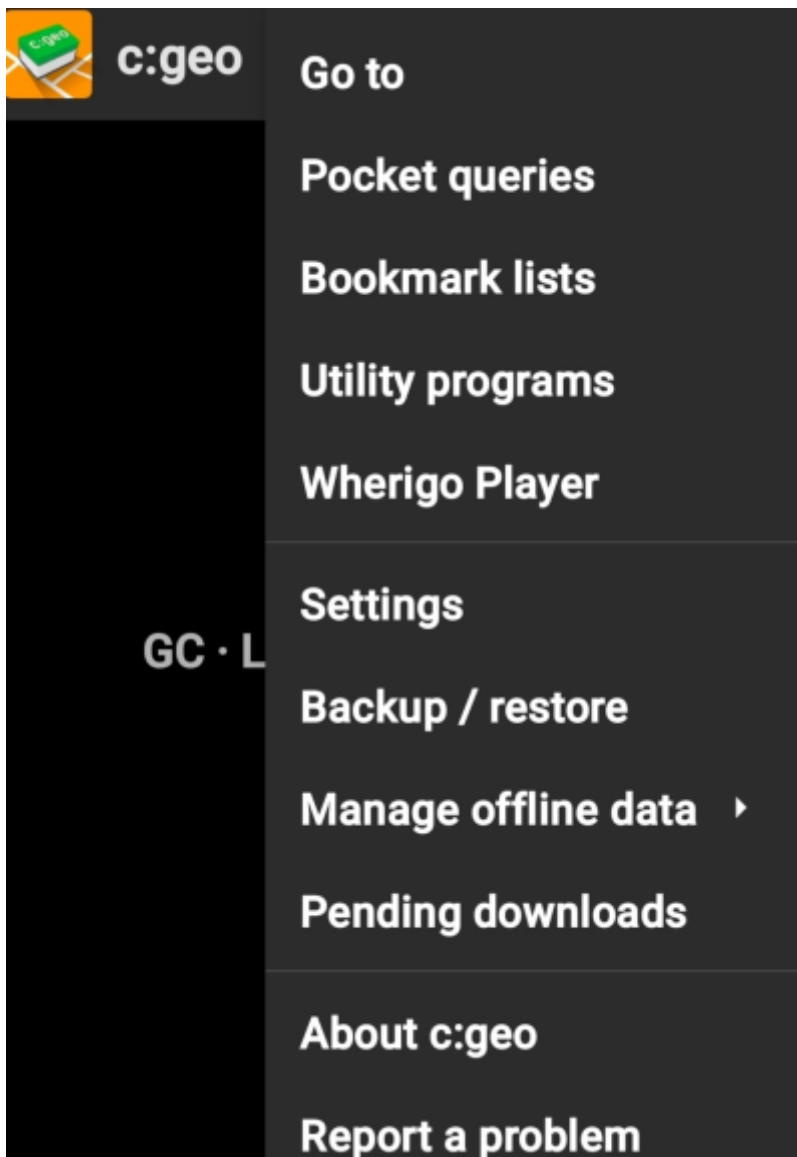 c:geo
c:geo
Go to
Pocket queries
Bookmark lists
Utility programs
Wherigo Player
Settings
GC · L
Backup / restore
Manage offline data
Pending downloads
About c:geo
Report a problem